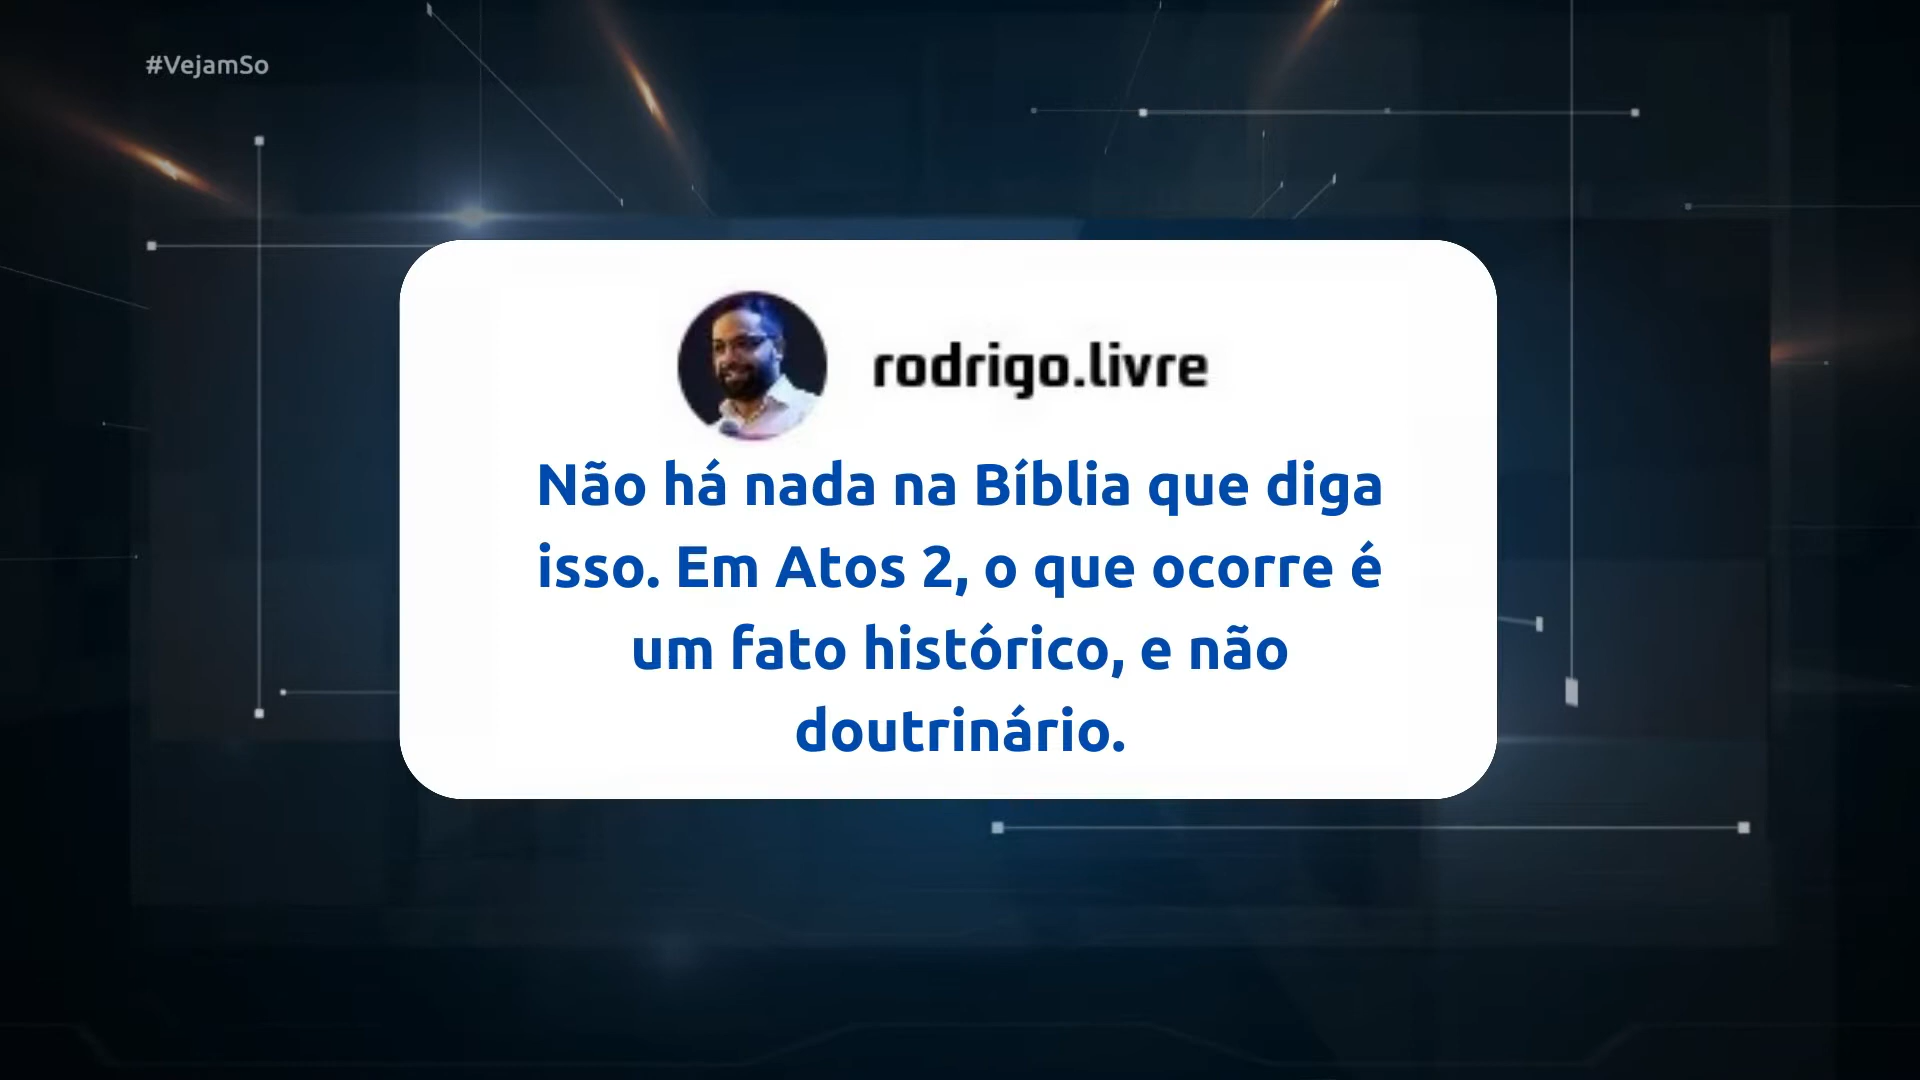 #VejamSo
rodrigo.livre
Não há nada na Bíblia que diga
isso. Em Atos 2, o que ocorre é
um fato histórico, e não
doutrinário.